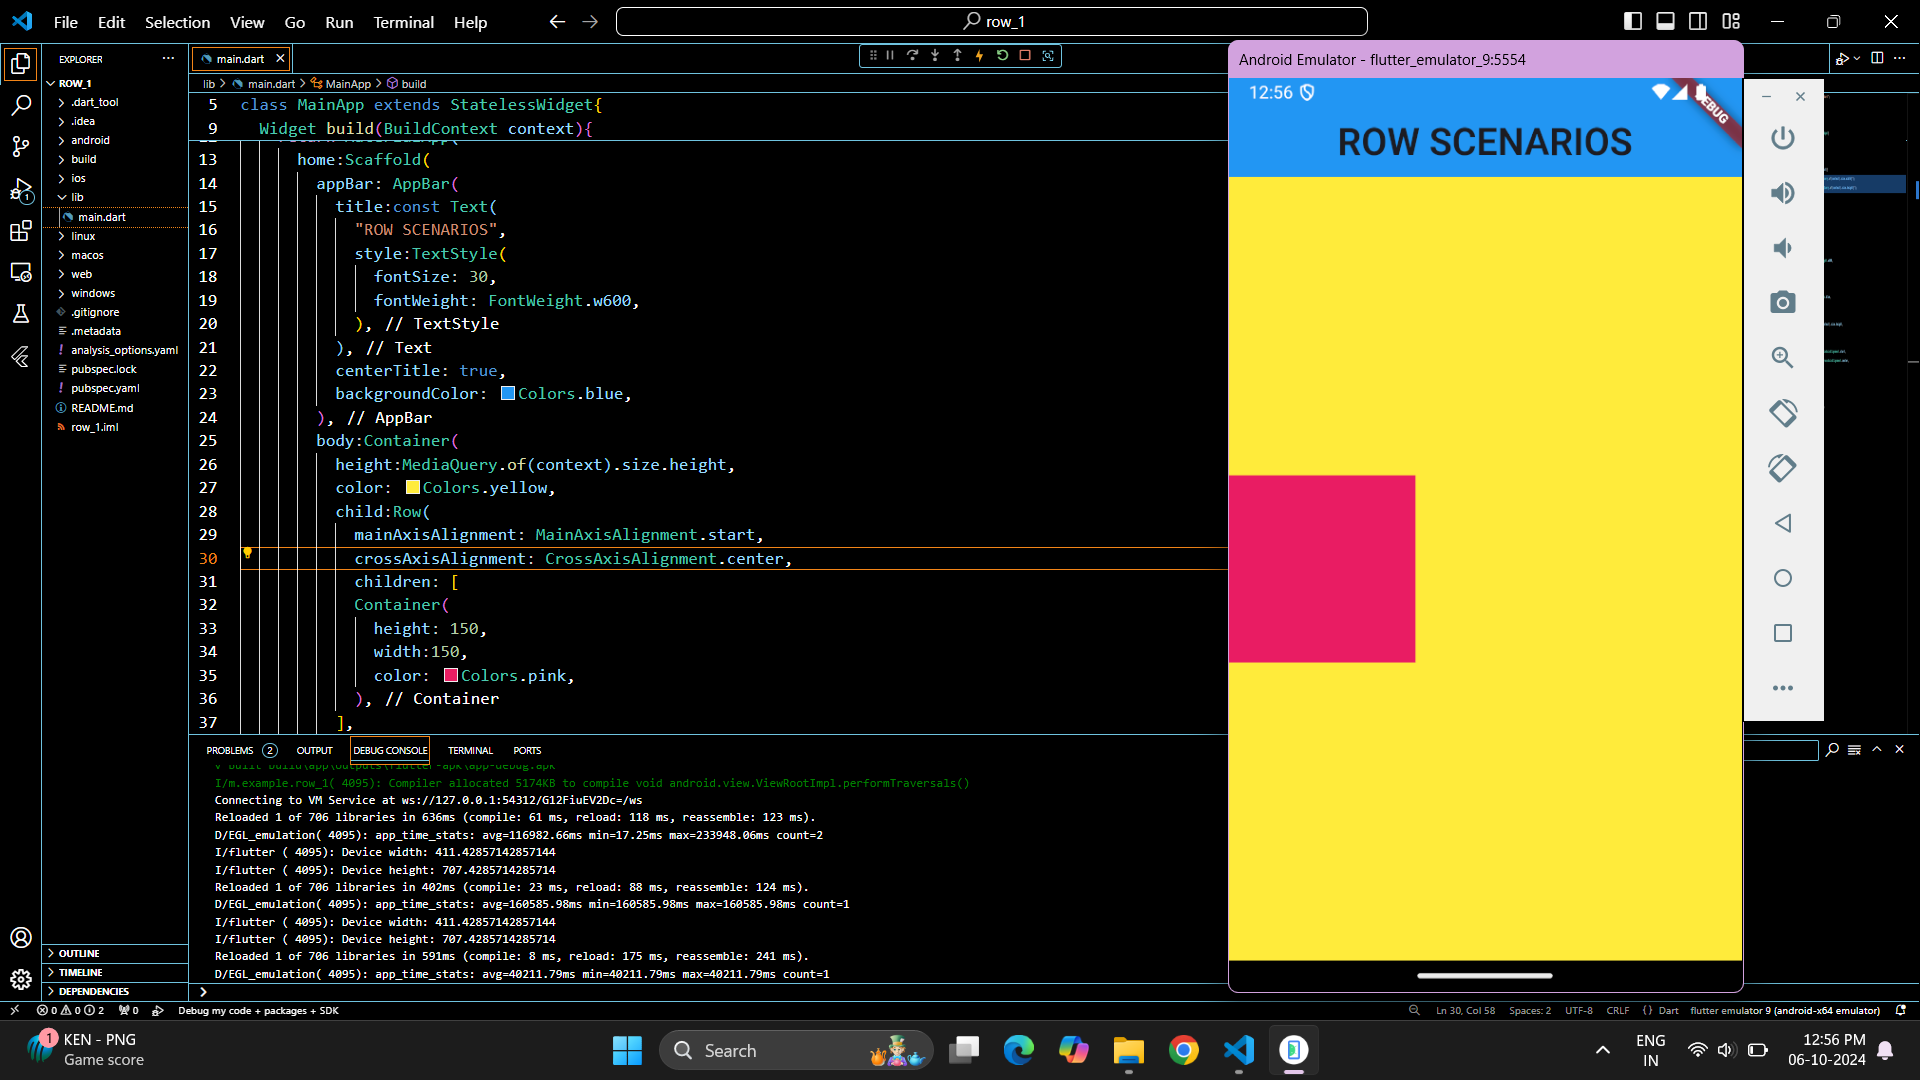 File Edit Selection View Go Run Terminal Help
row_1
EXPLORER
ROW_1
.dart_tool
.idea
android
build
ios
lib
main.dart
linux
macos
web
windows
.gitignore
.metadata
analysis_options.yaml
pubspec.lock
pubspec.yaml
README.md
row_1.iml
OUTLINE
TIMELINE
DEPENDENCIES
main.dart
lib > main.dart > MainApp > build
5 class MainApp extends StatelessWidget{
9 Widget build(BuildContext context){
13 home:Scaffold(
14 appBar: AppBar(
15 title:const Text(
16 "ROW SCENARIOS",
17 style:TextStyle(
18 fontSize: 30,
19 fontWeight: FontWeight.w600,
20 ), // TextStyle
21 ), // Text
22 centerTitle: true,
23 backgroundColor: Colors.blue,
24 ), // AppBar
25 body:Container(
26 height:MediaQuery.of(context).size.height,
27 color: Colors.yellow,
28 child:Row(
29 mainAxisAlignment: MainAxisAlignment.start,
30 crossAxisAlignment: CrossAxisAlignment.center,
31 children: [
32 Container(
33 height: 150,
34 width:150,
35 color: Colors.pink,
36 ), // Container
37 ],
PROBLEMS 2 OUTPUT DEBUG CONSOLE TERMINAL PORTS
I/m.example.row_1( 4095): Compiler allocated 5174KB to compile void android.view.ViewRootImpl.performTraversals()
Connecting to VM Service at ws://127.0.0.1:54312/G12FiuEV2Dc=/ws
Reloaded 1 of 706 libraries in 636ms (compile: 61 ms, reload: 118 ms, reassemble: 123 ms).
D/EGL_emulation( 4095): app_time_stats: avg=116982.66ms min=17.25ms max=233948.06ms count=2
I/flutter ( 4095): Device width: 411.42857142857144
I/flutter ( 4095): Device height: 707.4285714285714
Reloaded 1 of 706 libraries in 402ms (compile: 23 ms, reload: 88 ms, reassemble: 124 ms).
D/EGL_emulation( 4095): app_time_stats: avg=160585.98ms min=160585.98ms max=160585.98ms count=1
I/flutter ( 4095): Device width: 411.42857142857144
I/flutter ( 4095): Device height: 707.4285714285714
Reloaded 1 of 706 libraries in 591ms (compile: 8 ms, reload: 175 ms, reassemble: 241 ms).
D/EGL_emulation( 4095): app_time_stats: avg=40211.79ms min=40211.79ms max=40211.79ms count=1
Android Emulator - flutter_emulator_9:5554
12:56
DEBUG
ROW SCENARIOS
0 0 2 0 Debug my code + packages + SDK
Ln 30, Col 58 Spaces: 2 UTF-8 CRLF {} Dart flutter emulator 9 (android-x64 emulator)
1
KEN - PNG
Game score
Search
ENG
IN
12:56 PM
06-10-2024